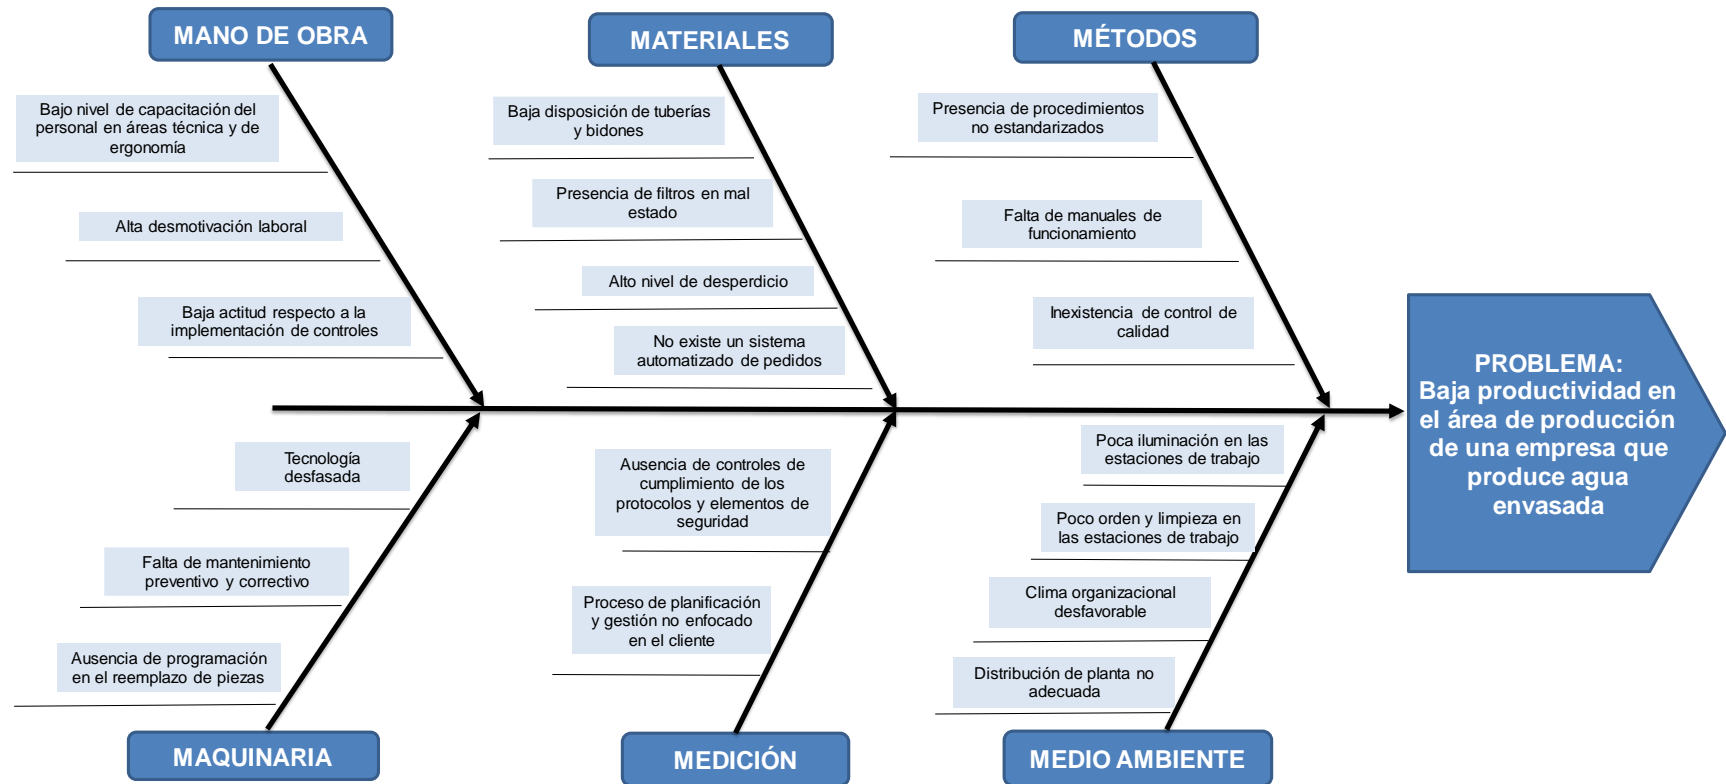 MANO DE OBRA
MATERIALES
MÉTODOS
Bajo nivel de capacitación del
personal en áreas técnica y de
ergonomía
Alta desmotivación laboral
Baja actitud respecto a la
implementación de controles
Baja disposición de tuberías
y bidones
Presencia de filtros en mal
estado
Alto nivel de desperdicio
No existe un sistema
automatizado de pedidos
Presencia de procedimientos
no estandarizados
Falta de manuales de
funcionamiento
Inexistencia de control de
calidad
PROBLEMA:
Baja productividad en
el área de producción
de una empresa que
produce agua
envasada
Tecnología
desfasada
Falta de mantenimiento
preventivo y correctivo
Ausencia de programación
en el reemplazo de piezas
Ausencia de controles de
cumplimiento de los
protocolos y elementos de
seguridad
Proceso de planificación
y gestión no enfocado
en el cliente
Poca iluminación en las
estaciones de trabajo
Poco orden y limpieza en
las estaciones de trabajo
Clima organizacional
desfavorable
Distribución de planta no
adecuada
MAQUINARIA
MEDICIÓN
MEDIO AMBIENTE